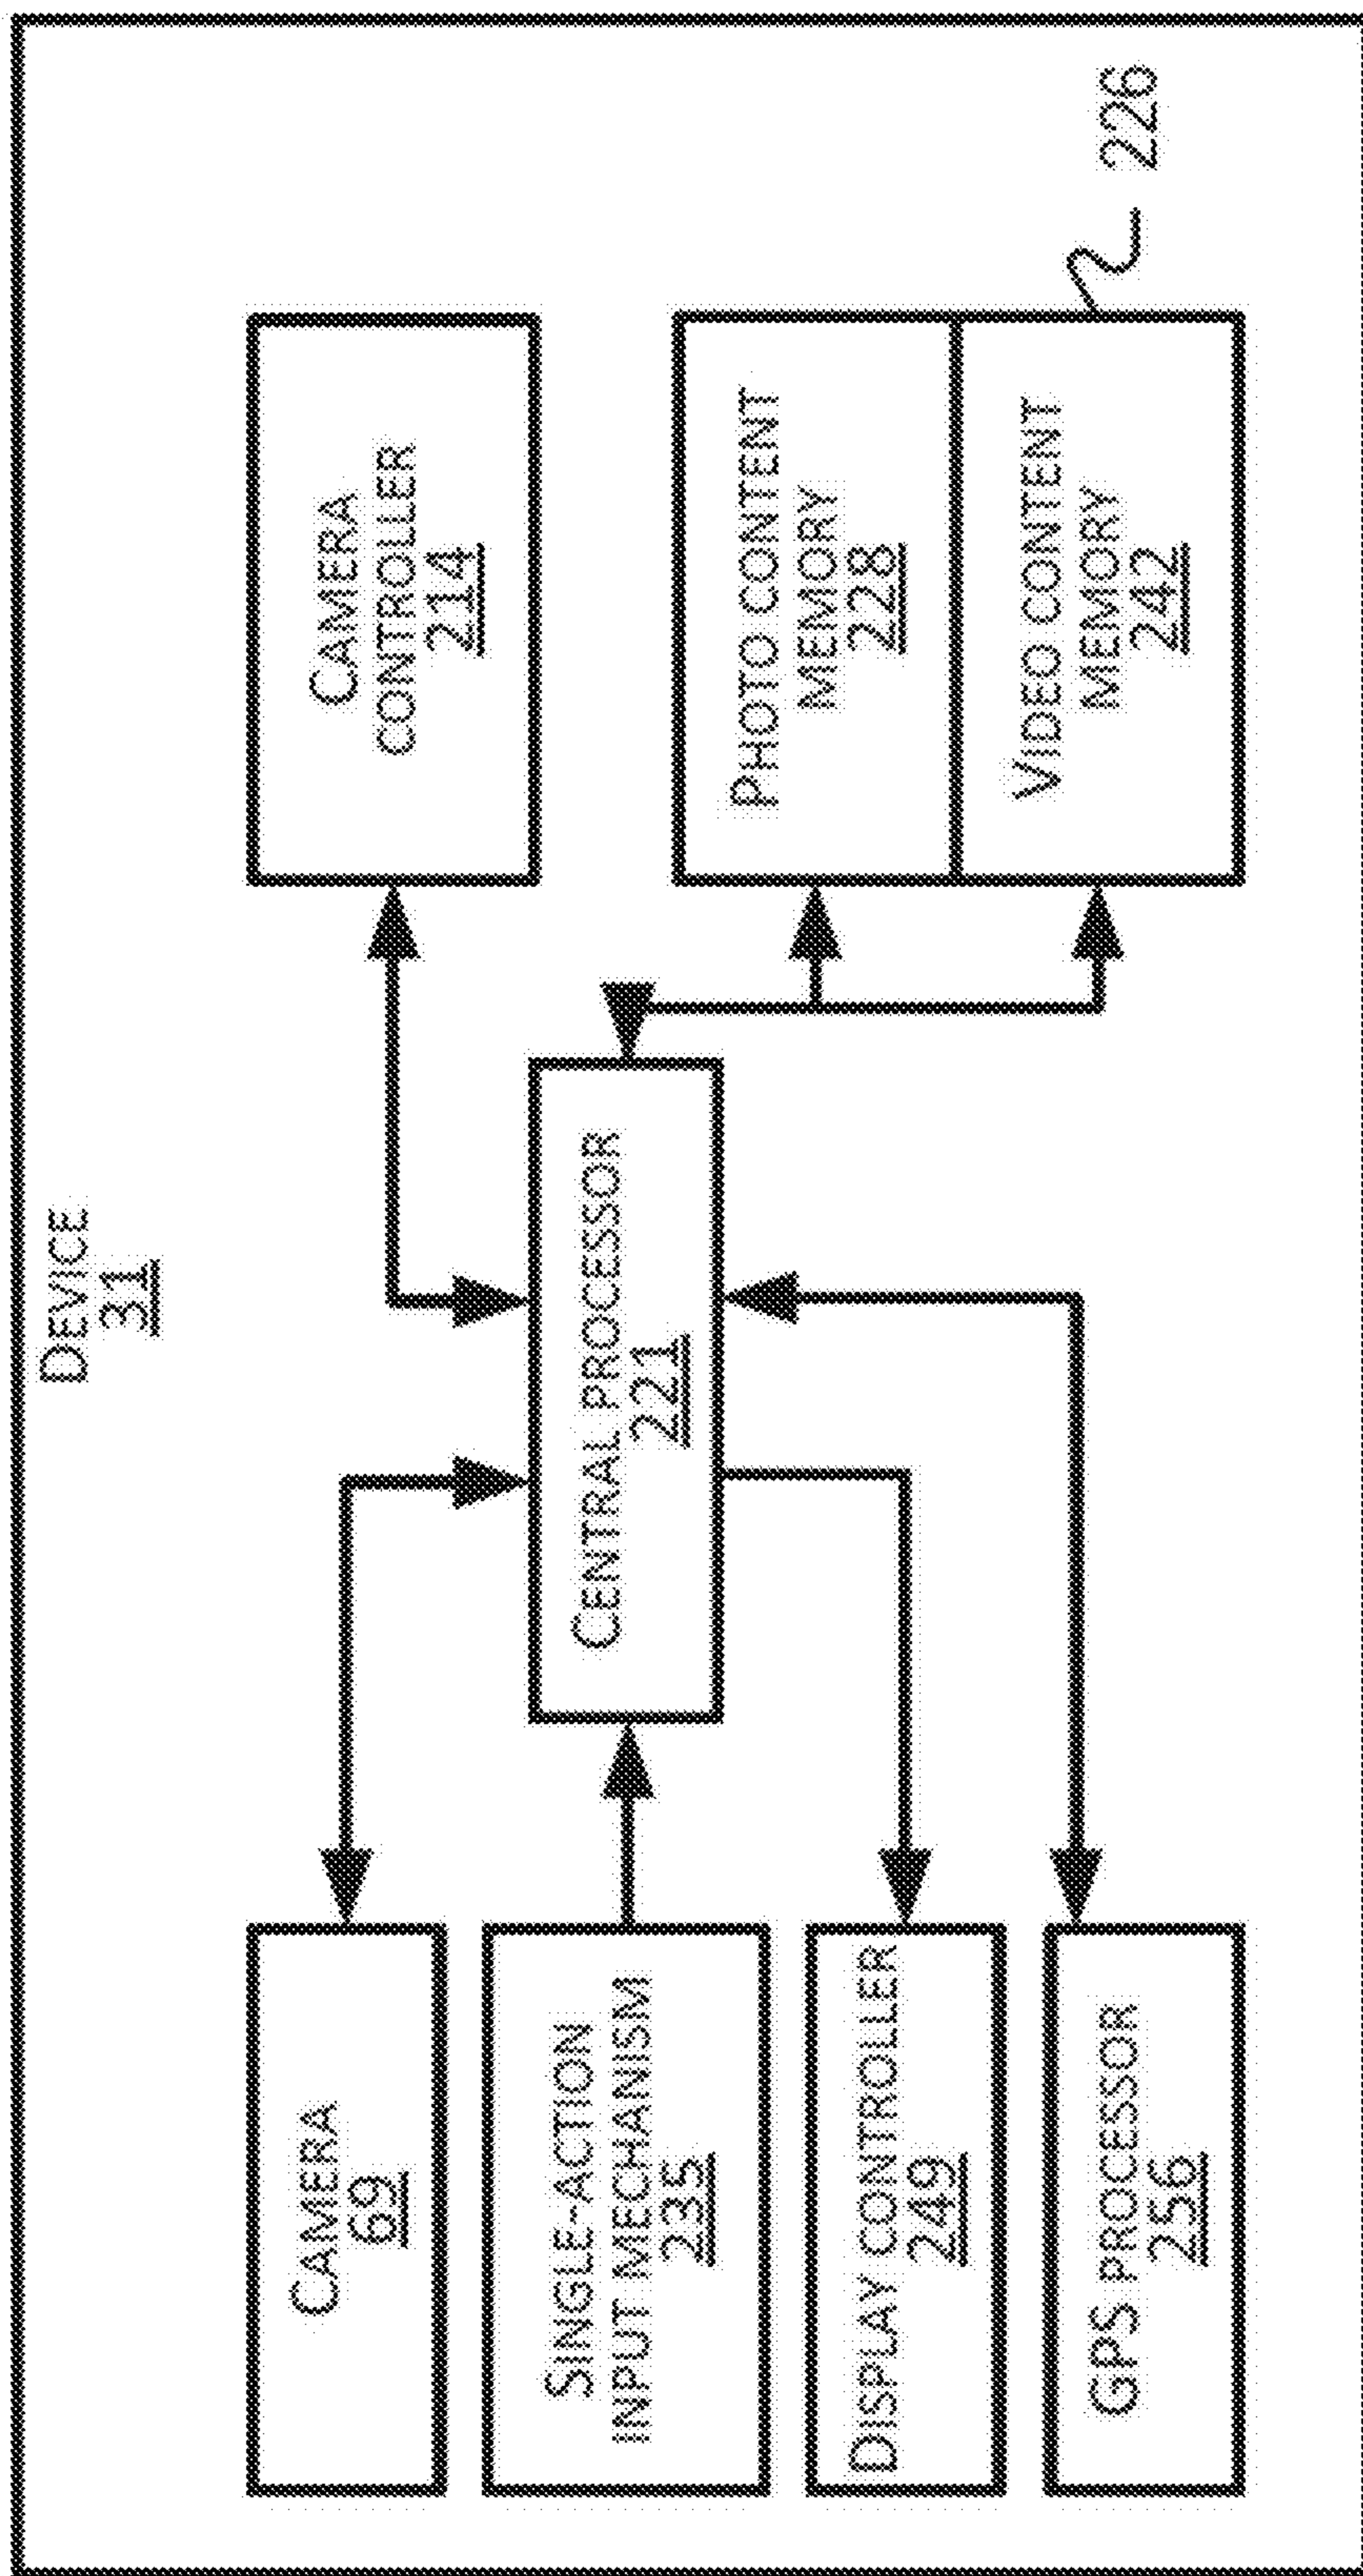 DEVICE
31
CAMERA
69
SINGLE-ACTION
INPUT MECHANISM
235
DISPLAY CONTROLLER
249
GPS PROCESSOR
256
CENTRAL PROCESSOR
221
CAMERA
CONTROLLER
214
PHOTO CONTENT
MEMORY
228
VIDEO CONTENT
MEMORY
242
226